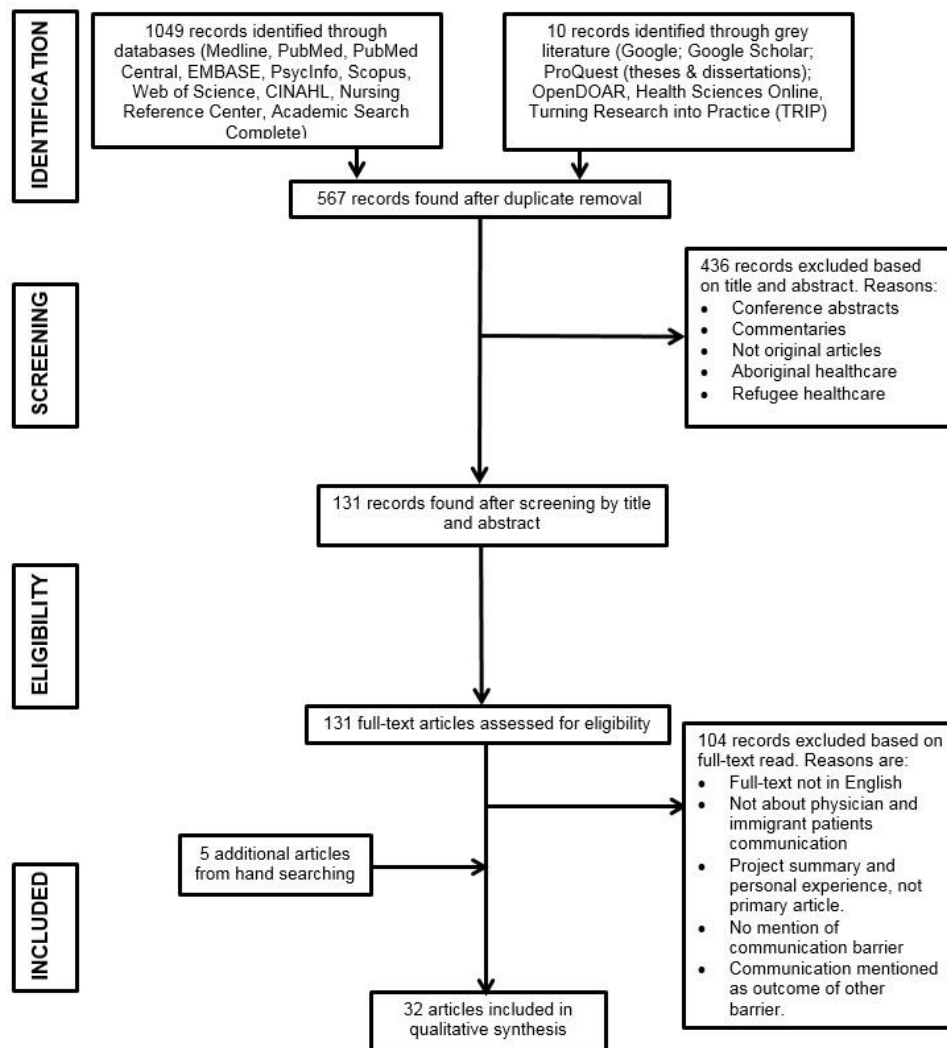 IDENTIFICATION
1049 records identified through
databases (Medline, PubMed, PubMed
Central, EMBASE, PsycInfo, Scopus,
Web of Science, CINAHL, Nursing
Reference Center, Academic Search
Complete)
10 records identified through grey
literature (Google; Google Scholar;
ProQuest (theses & dissertations);
OpenDOAR, Health Sciences Online,
Turning Research into Practice (TRIP)
567 records found after duplicate removal
SCREENING
436 records excluded based
on title and abstract. Reasons:
• Conference abstracts
• Commentaries
• Not original articles
• Aboriginal healthcare
• Refugee healthcare
131 records found after screening by title
and abstract
ELIGIBILITY
131 full-text articles assessed for eligibility
104 records excluded based on
full-text read. Reasons are:
• Full-text not in English
• Not about physician and
immigrant patients
communication
• Project summary and
personal experience, not
primary article.
• No mention of
communication barrier
• Communication mentioned
as outcome of other
barrier.
5 additional articles
from hand searching
INCLUDED
32 articles included in
qualitative synthesis